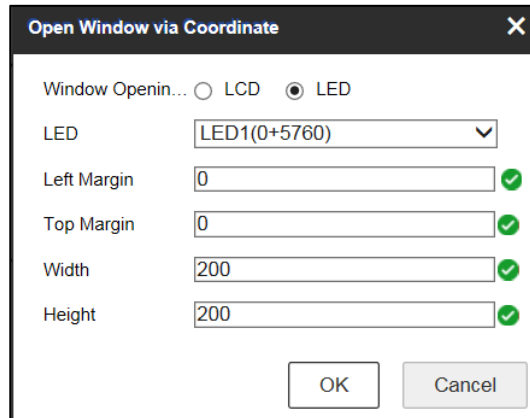 Open Window via Coordinate
Window Openin... LCD LED
LED LED1(0+5760)
Left Margin 0
Top Margin 0
Width 200
Height 200
OK Cancel